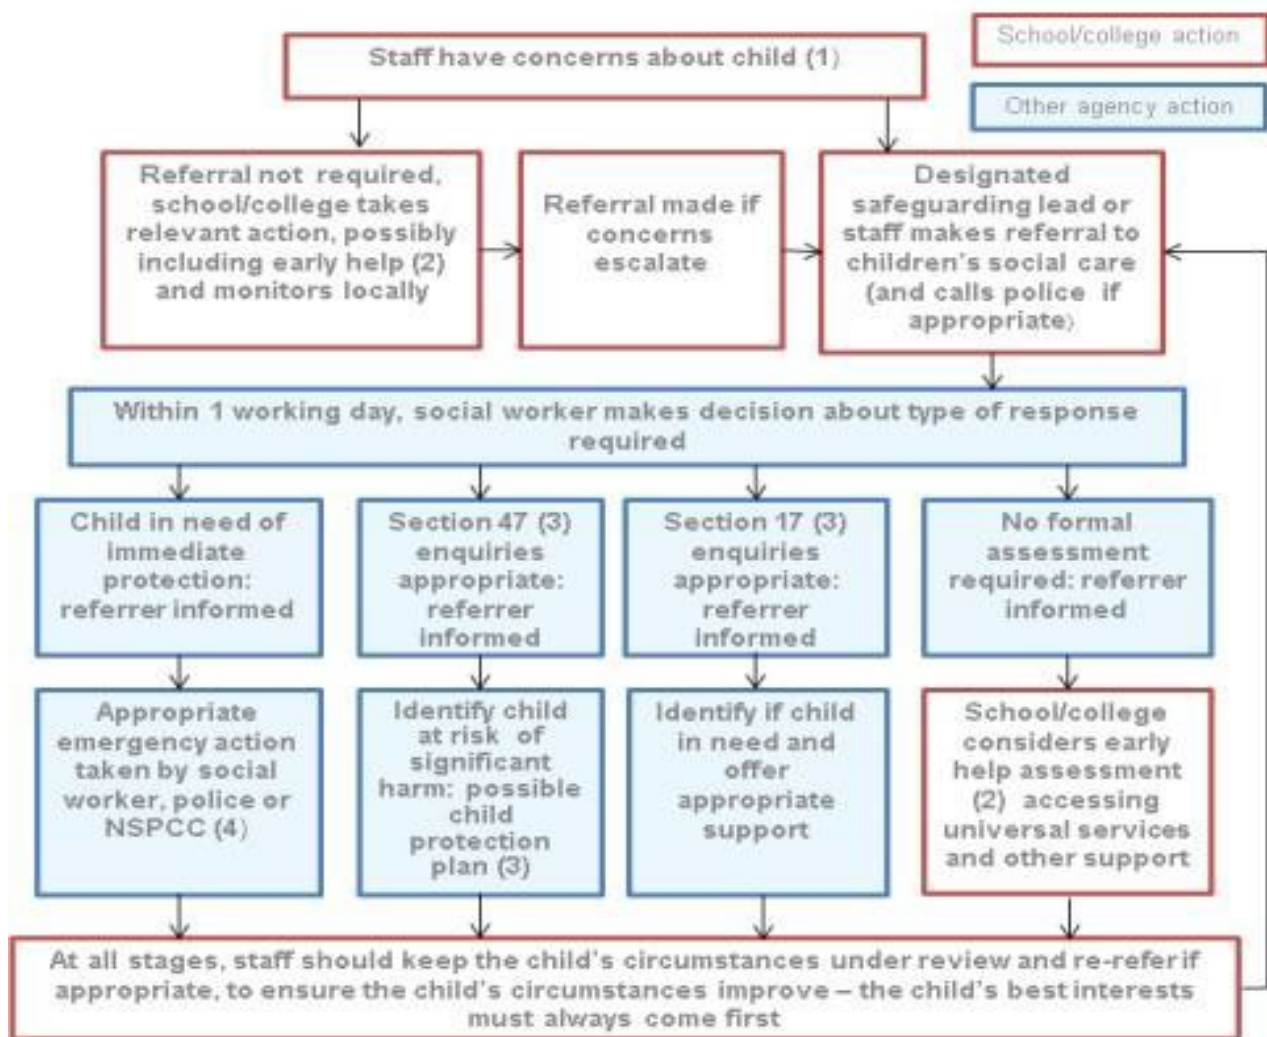 School/college action
Staff have concerns about child (1)
Other agency action
Referral not required,
school/college takes
relevant action, possibly
including early help (2)
and monitors locally
Referral made if
concerns
escalate
Designated
safeguarding lead or
staff makes referral to
children's social care
(and calls police if
appropriate)
Within 1 working day, social worker makes decision about type of response
required
Child in need of
immediate
protection:
referrer informed
Section 47 (3)
enquiries
appropriate:
referrer
informed
Section 17 (3)
enquiries
appropriate:
referrer
informed
No formal
assessment
required: referrer
informed
Appropriate
emergency action
taken by social
worker, police or
NSPCC (4)
Identify child
at risk of
significant
harm: possible
child
protection
plan (3)
Identify if child
in need and
offer
appropriate
support
School/college
considers early
help assessment
(2) accessing
universal services
and other support
At all stages, staff should keep the child's circumstances under review and re-refer if
appropriate, to ensure the child's circumstances improve – the child's best interests
must always come first